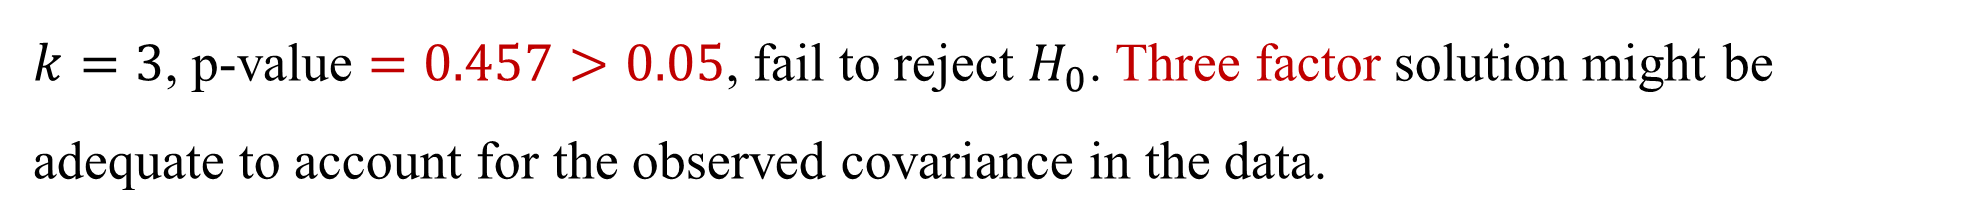 k = 3, p-value = 0.457 > 0.05, fail to reject H₀. Three factor solution might be
adequate to account for the observed covariance in the data.